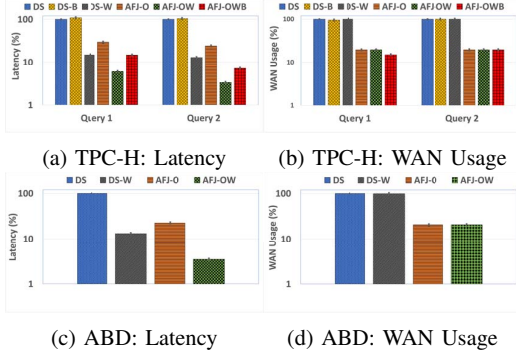 DS DS-B DS-W AFJ-O AFJ-OW AFJ-OWB
Latency (%)
100
10
1
Query 1 Query 2
(a) TPC-H: Latency
DS DS-B DS-W AFJ-O AFJ-OW AFJ-OWB
WAN Usage (%)
100
10
1
Query 1 Query 2
(b) TPC-H: WAN Usage
DS DS-W AFJ-0 AFJ-OW
Latency (%)
100
10
1
(c) ABD: Latency
DS DS-W AFJ-0 AFJ-OW
WAN Usage (%)
100
10
1
(d) ABD: WAN Usage